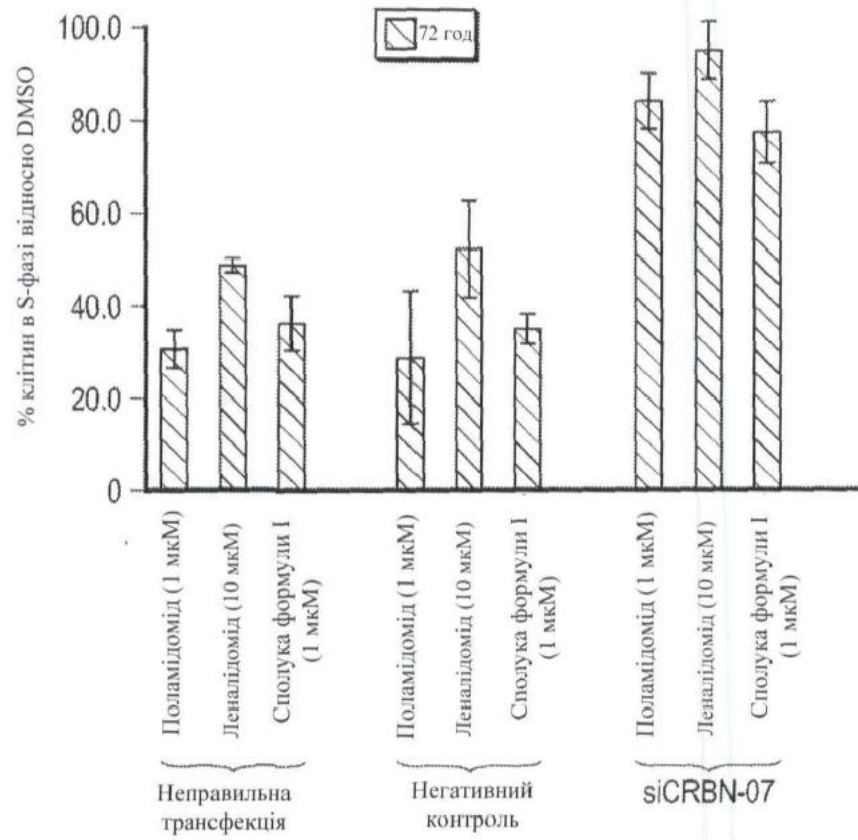 72 год
% клітин в S-фазі відносно DMSO
100.0
80.0
60.0
40.0
20.0
0
Поламідомід (1 мкМ)
Леналідомід (10 мкМ)
Сполука формули I
(1 мкМ)
Поламідомід (1 мкМ)
Леналідомід (10 мкМ)
Сполука формули I
(1 мкМ)
Поламідомід (1 мкМ)
Леналідомід (10 мкМ)
Сполука формули I
(1 мкМ)
Неправильна
трансфекція
Негативний
контроль
siCRBN-07